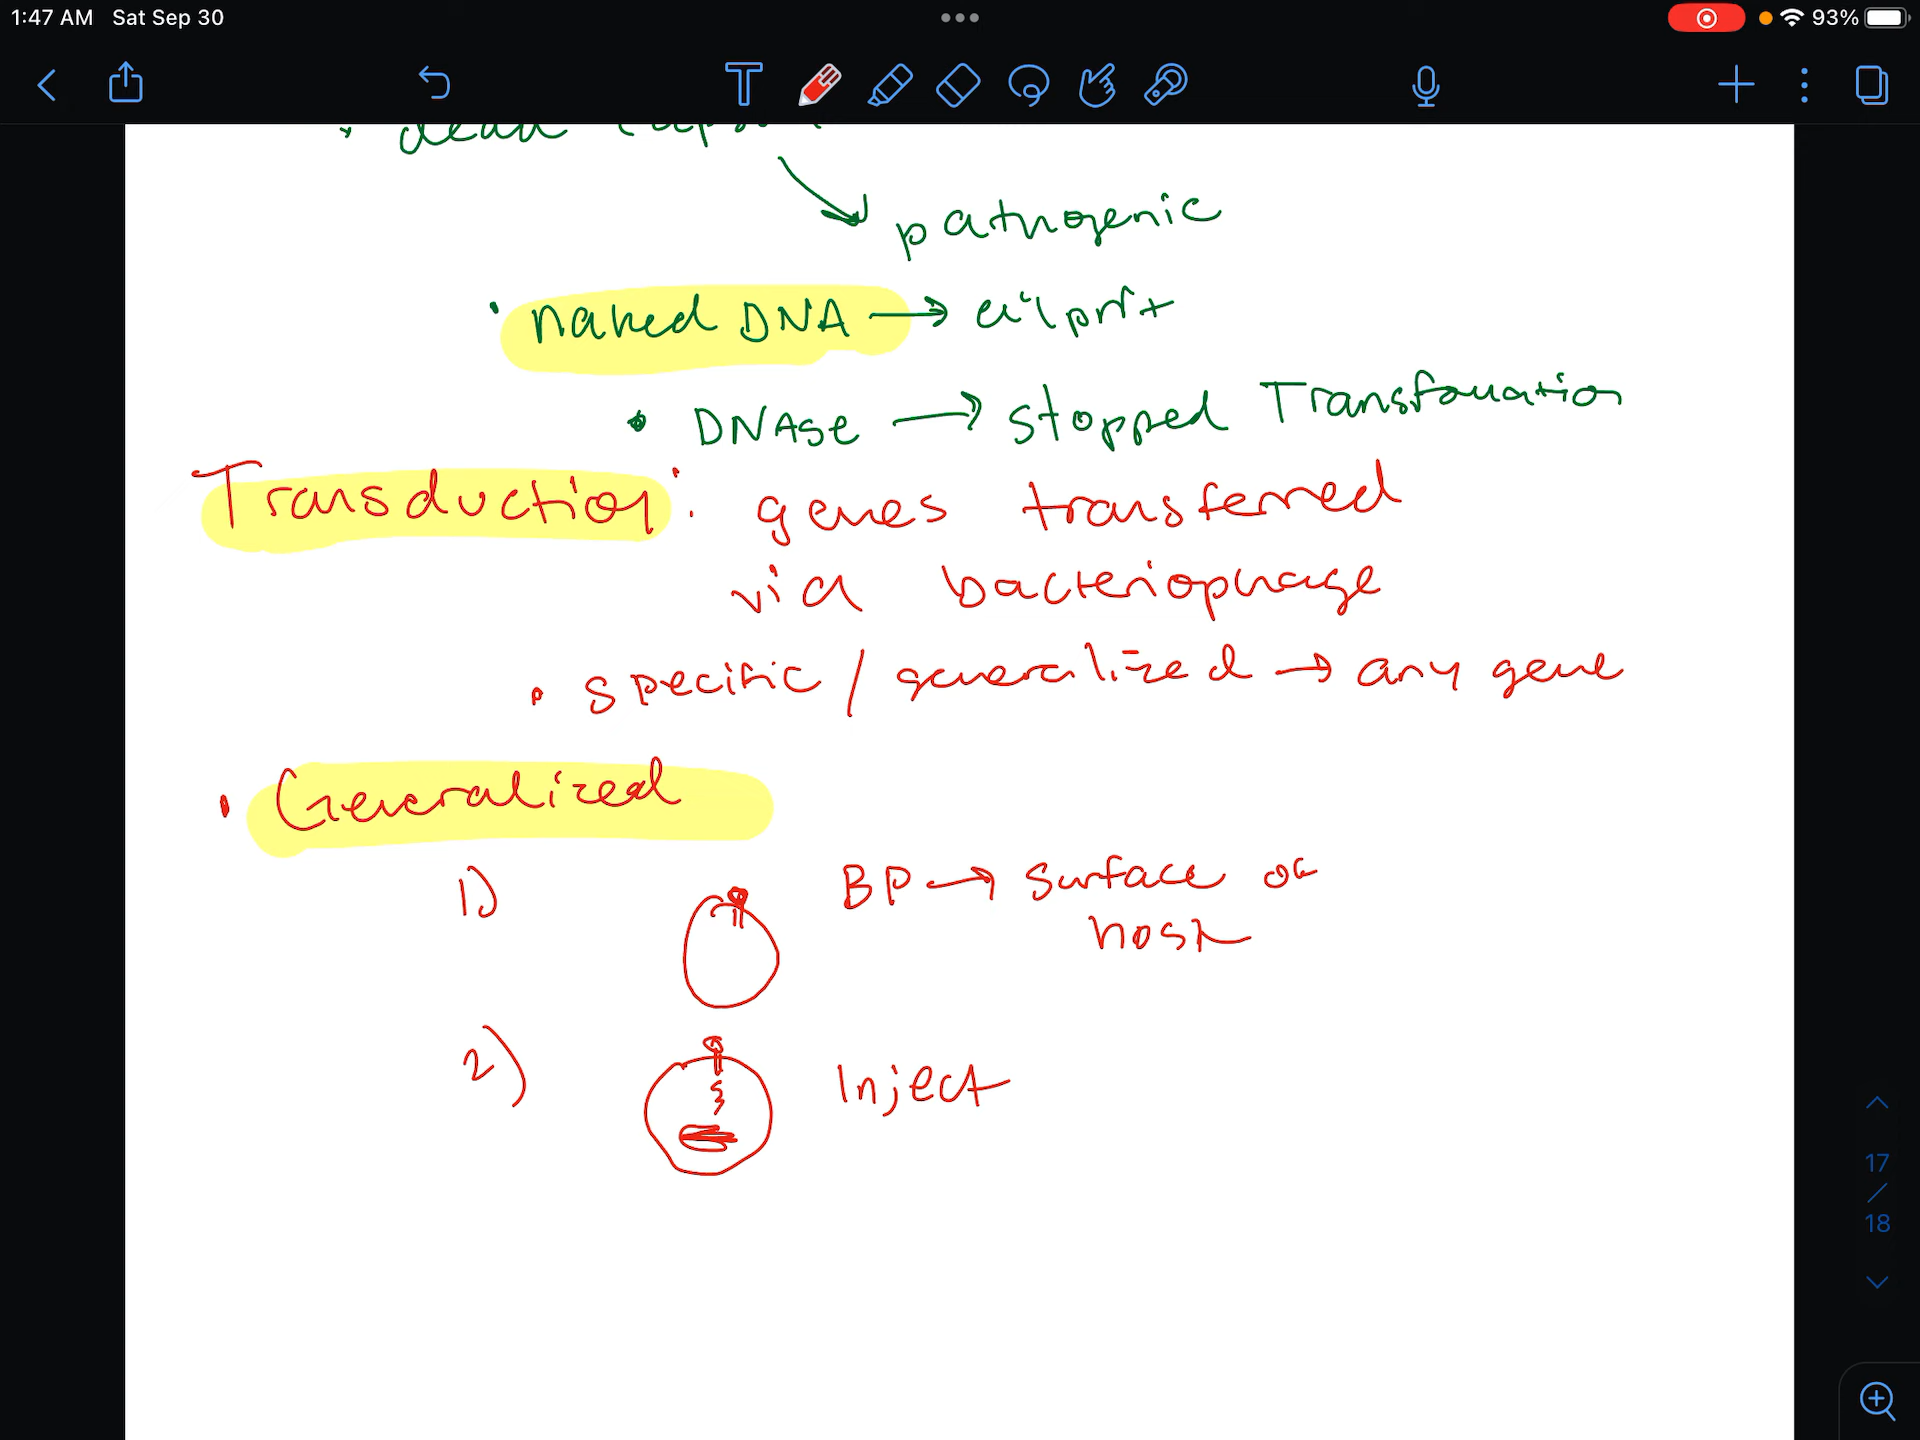 1:47 AM Sat Sep 30
93%
• dead
pathogenic
• naked DNA →
• DNAse → stopped Transformation
Transduction: genes transferred
via bacteriophage
• specific / generalized → any gene
• Generalized
1) BP → surface of
host
2) Inject
17
/
18